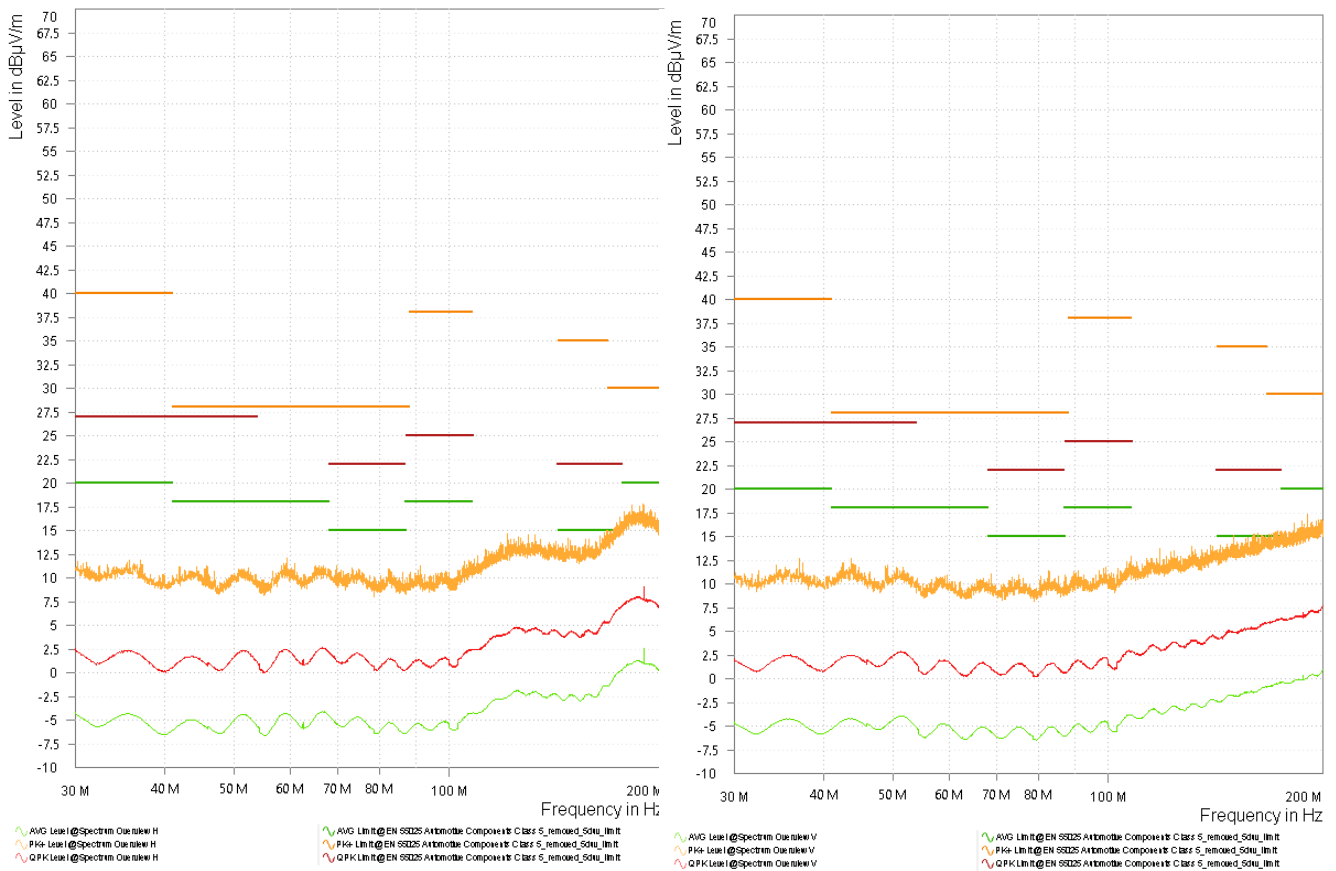 Level in dBµV/m
70
67.5
65
62.5
60
57.5
55
52.5
50
47.5
45
42.5
40
37.5
35
32.5
30
27.5
25
22.5
20
17.5
15
12.5
10
7.5
5
2.5
0
-2.5
-5
-7.5
-10
30 M
40 M
50 M
60 M
70 M
80 M
100 M
200 M
Frequency in Hz
AVG Level@Spectrum Overview H
PK+ Level@Spectrum Overview H
QPK Level@Spectrum Overview H
AVG Limit@EN 55025 Automotive Components Class 5_removed_5dvu_limit
PK+ Limit@EN 55025 Automotive Components Class 5_removed_5dvu_limit
QPK Limit@EN 55025 Automotive Components Class 5_removed_5dvu_limit
Level in dBµV/m
70
67.5
65
62.5
60
57.5
55
52.5
50
47.5
45
42.5
40
37.5
35
32.5
30
27.5
25
22.5
20
17.5
15
12.5
10
7.5
5
2.5
0
-2.5
-5
-7.5
-10
30 M
40 M
50 M
60 M
70 M
80 M
100 M
200 M
Frequency in Hz
AVG Level@Spectrum Overview V
PK+ Level@Spectrum Overview V
QPK Level@Spectrum Overview V
AVG Limit@EN 55025 Automotive Components Class 5_removed_5dvu_limit
PK+ Limit@EN 55025 Automotive Components Class 5_removed_5dvu_limit
QPK Limit@EN 55025 Automotive Components Class 5_removed_5dvu_limit